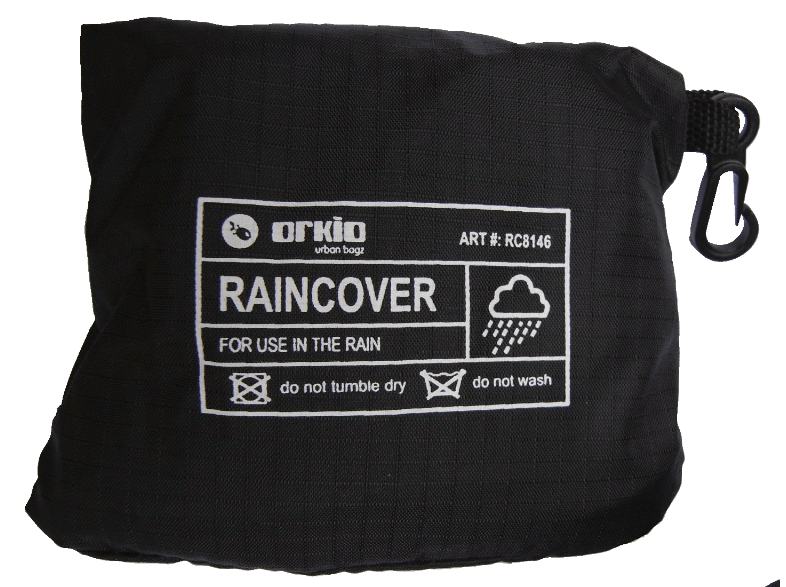 orkio
urban bagz
ART #: RC8146
RAINCOVER
FOR USE IN THE RAIN
do not tumble dry
do not wash